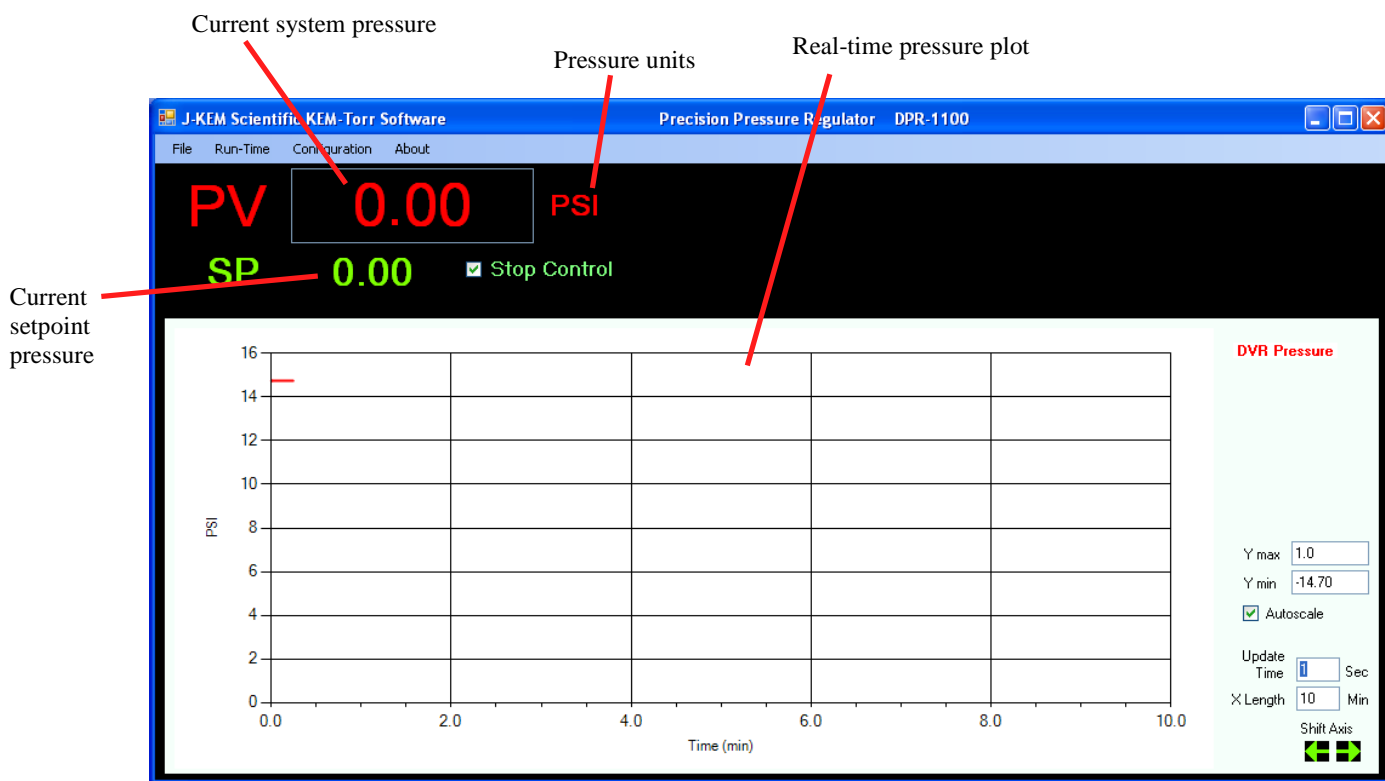 Current system pressure
Pressure units
Real-time pressure plot
J-KEM Scientific KEM-Torr Software Precision Pressure Regulator DPR-1100
File Run-Time Configuration About
PV 0.00 PSI
SP 0.00 Stop Control
Current
setpoint
pressure
DVR Pressure
16
14
12
10
8
6
4
2
0
PSI
0.0 2.0 4.0 6.0 8.0 10.0
Time (min)
Y max 1.0
Y min -14.70
Autoscale
Update
Time 1 Sec
X Length 10 Min
Shift Axis